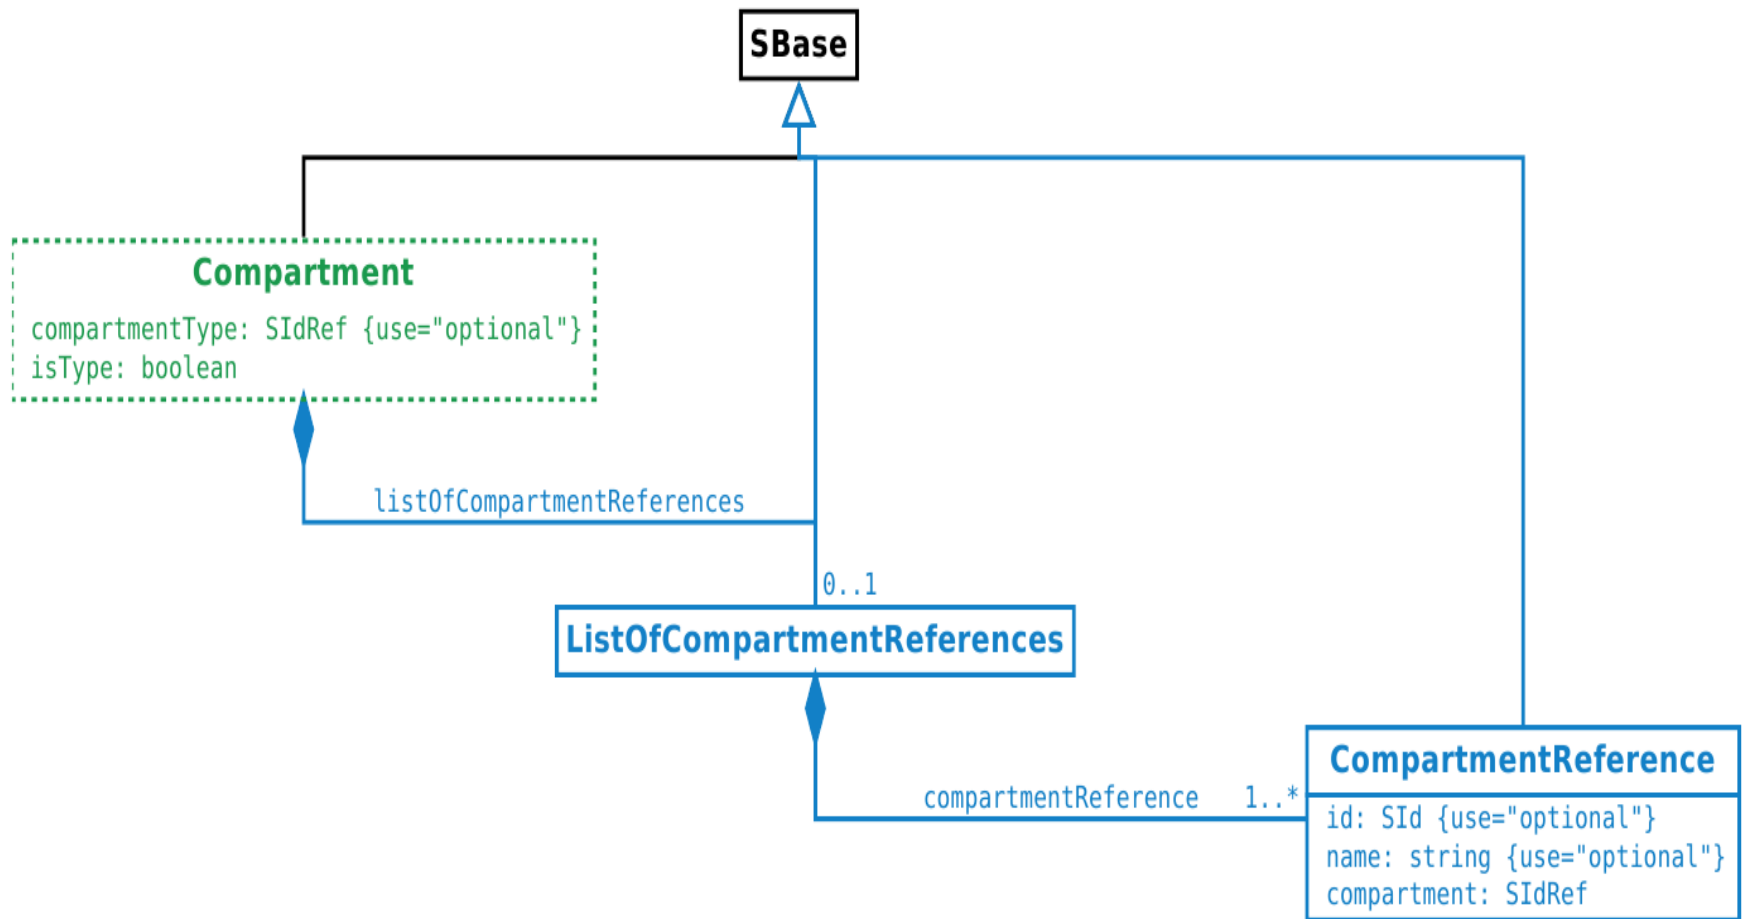 SBase
Compartment
compartmentType: SIdRef {use="optional"}
isType: boolean
listOfCompartmentReferences
0..1
ListOfCompartmentReferences
compartmentReference 1..*
CompartmentReference
id: SId {use="optional"}
name: string {use="optional"}
compartment: SIdRef